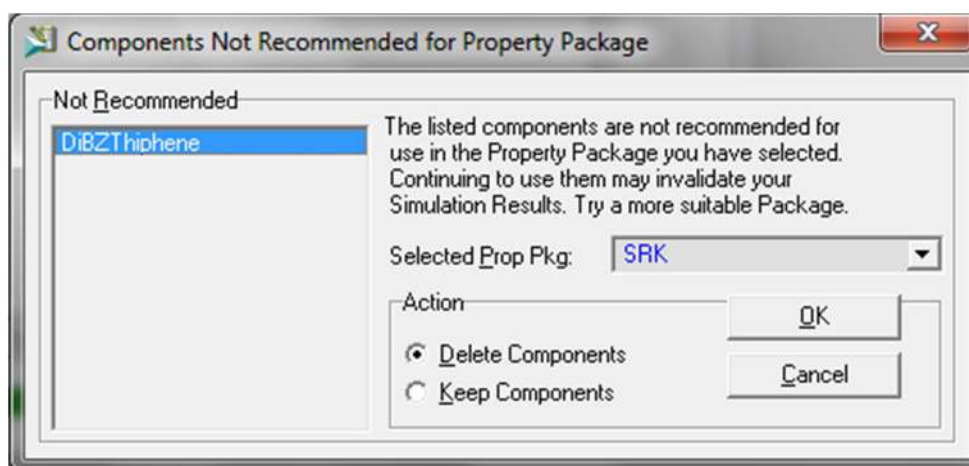 Components Not Recommended for Property Package
Not Recommended
DiBZThiphene
The listed components are not recommended for
use in the Property Package you have selected.
Continuing to use them may invalidate your
Simulation Results. Try a more suitable Package.
Selected Prop Pkg: SRK
Action
Delete Components
Keep Components
OK
Cancel